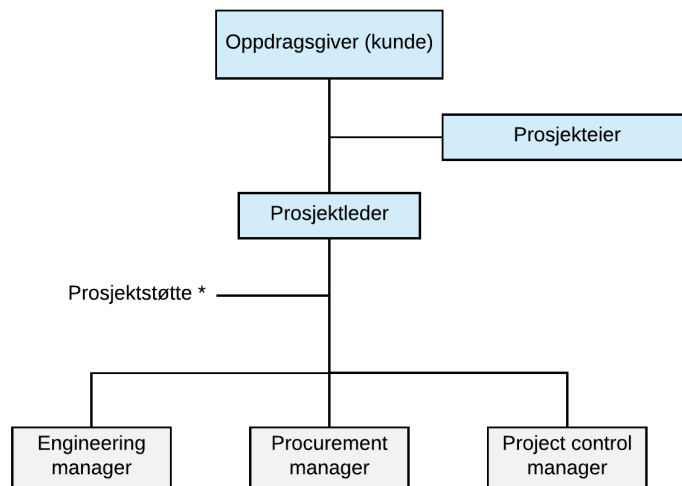 Oppdragsgiver (kunde)
Prosjekteier
Prosjektleder
Prosjektstøtte *
Engineering
manager
Procurement
manager
Project control
manager